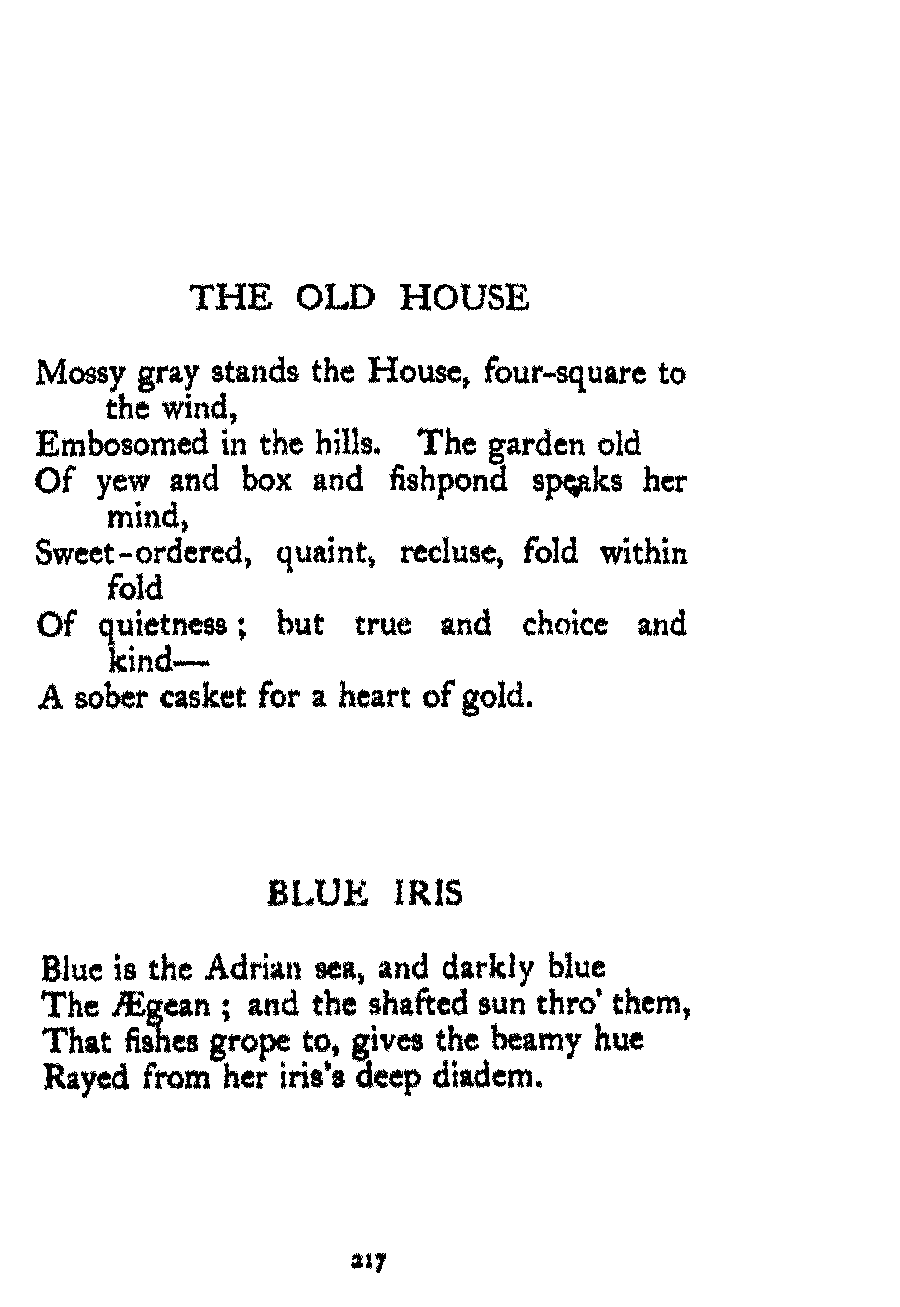 THE OLD HOUSE
Mossy gray stands the House, four-square to
the wind,
Embosomed in the hills. The garden old
Of yew and box and fishpond speaks her
mind,
Sweet-ordered, quaint, recluse, fold within
fold
Of quietness; but true and choice and
kind—
A sober casket for a heart of gold.
BLUE IRIS
Blue is the Adrian sea, and darkly blue
The Ægean; and the shafted sun thro' them,
That fishes grope to, gives the beamy hue
Rayed from her iris's deep diadem.
217